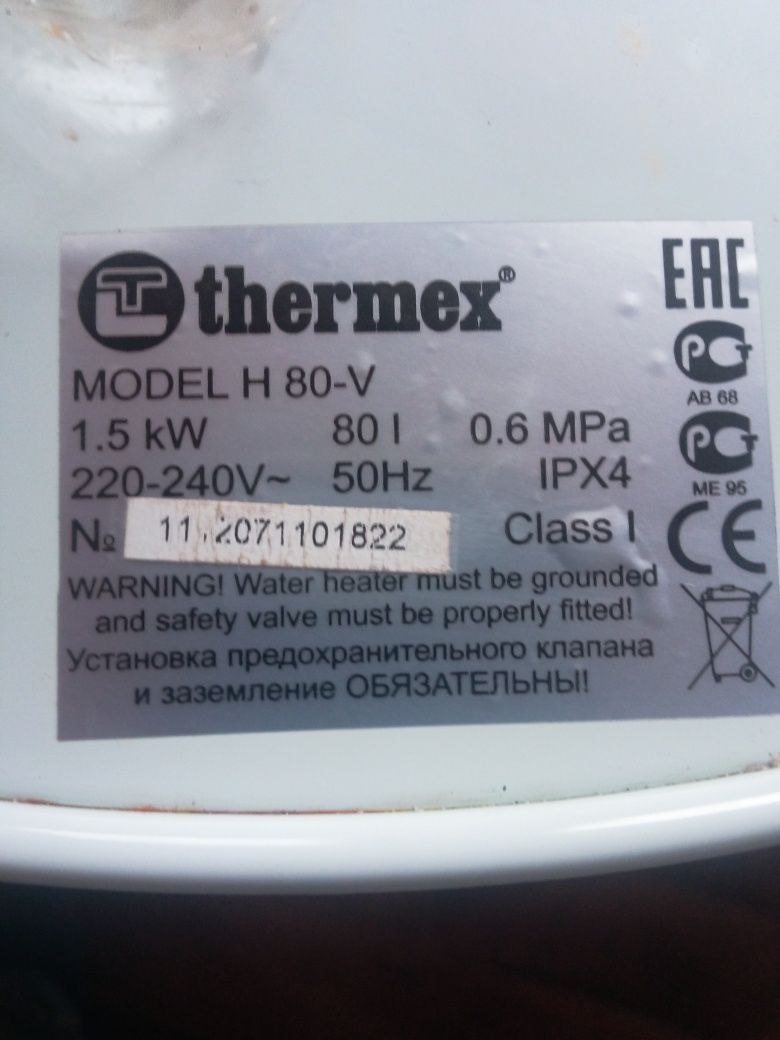 thermex®
EAC
MODEL H 80-V
АВ 68
1.5 kW 80 l 0.6 MPa
220-240V~ 50Hz IPX4
ME 95
№ 11.2071101822 Class I
CE
WARNING! Water heater must be grounded
and safety valve must be properly fitted!
Установка предохранительного клапана
и заземление ОБЯЗАТЕЛЬНЫ!